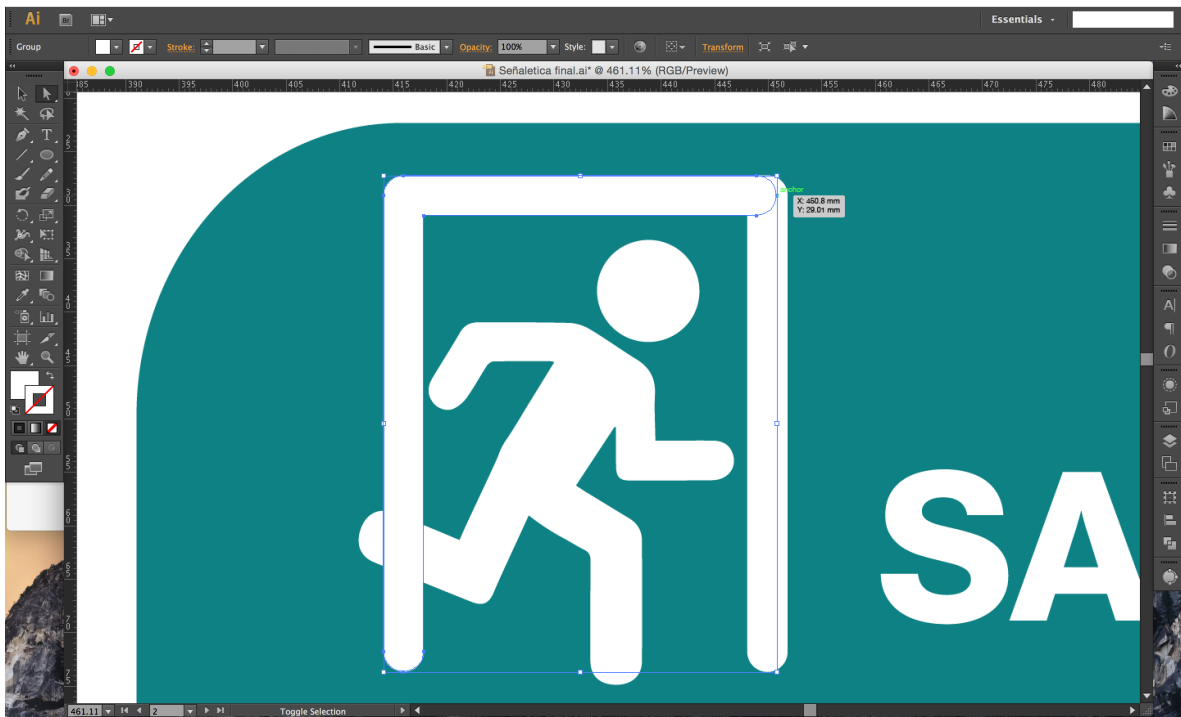 Ai Br Essentials
Group Stroke: Basic Opacity: 100% Style: Transform
Señaletica final.ai* @ 461.11% (RGB/Preview)
385 390 395 400 405 410 415 420 425 430 435 440 445 450 455 460 465 470 475 480
anchor
X: 450.8 mm
Y: 29.01 mm
SA
461.11 2 Toggle Selection